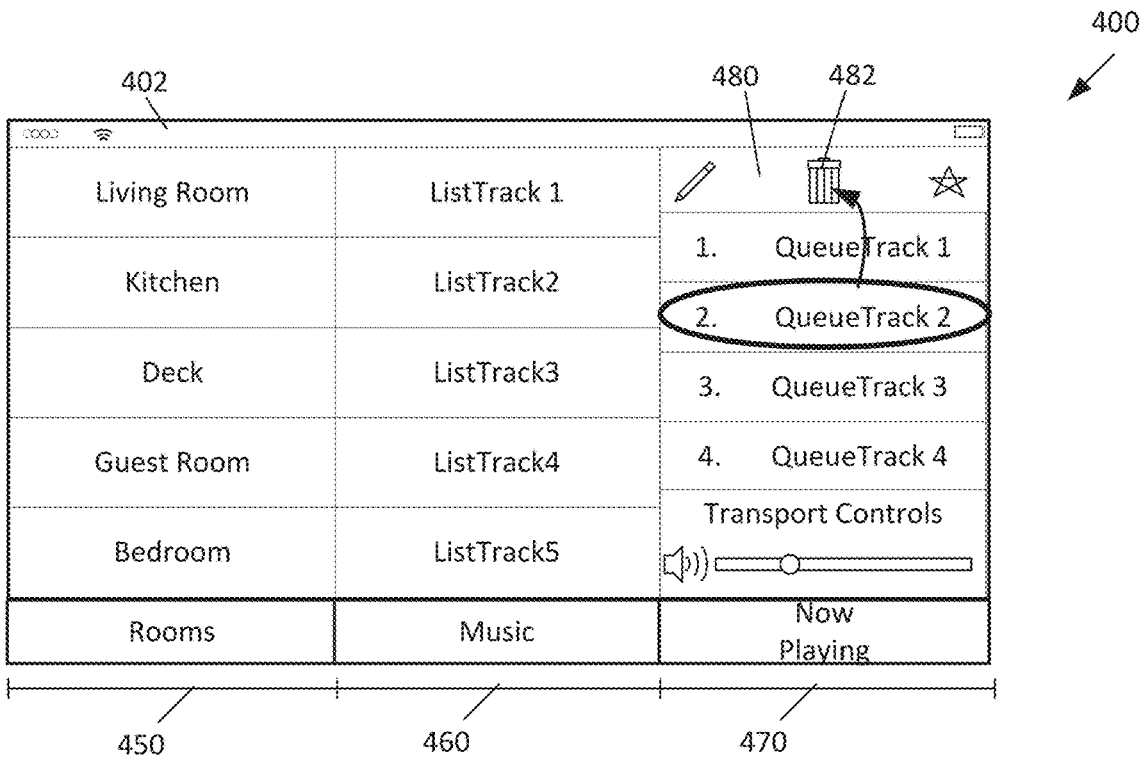 400
402
480 482
Living Room ListTrack 1
1. QueueTrack 1
Kitchen ListTrack2
2. QueueTrack 2
Deck ListTrack3
3. QueueTrack 3
Guest Room ListTrack4
4. QueueTrack 4
Transport Controls
Bedroom ListTrack5
Rooms Music Now
Playing
450 460 470